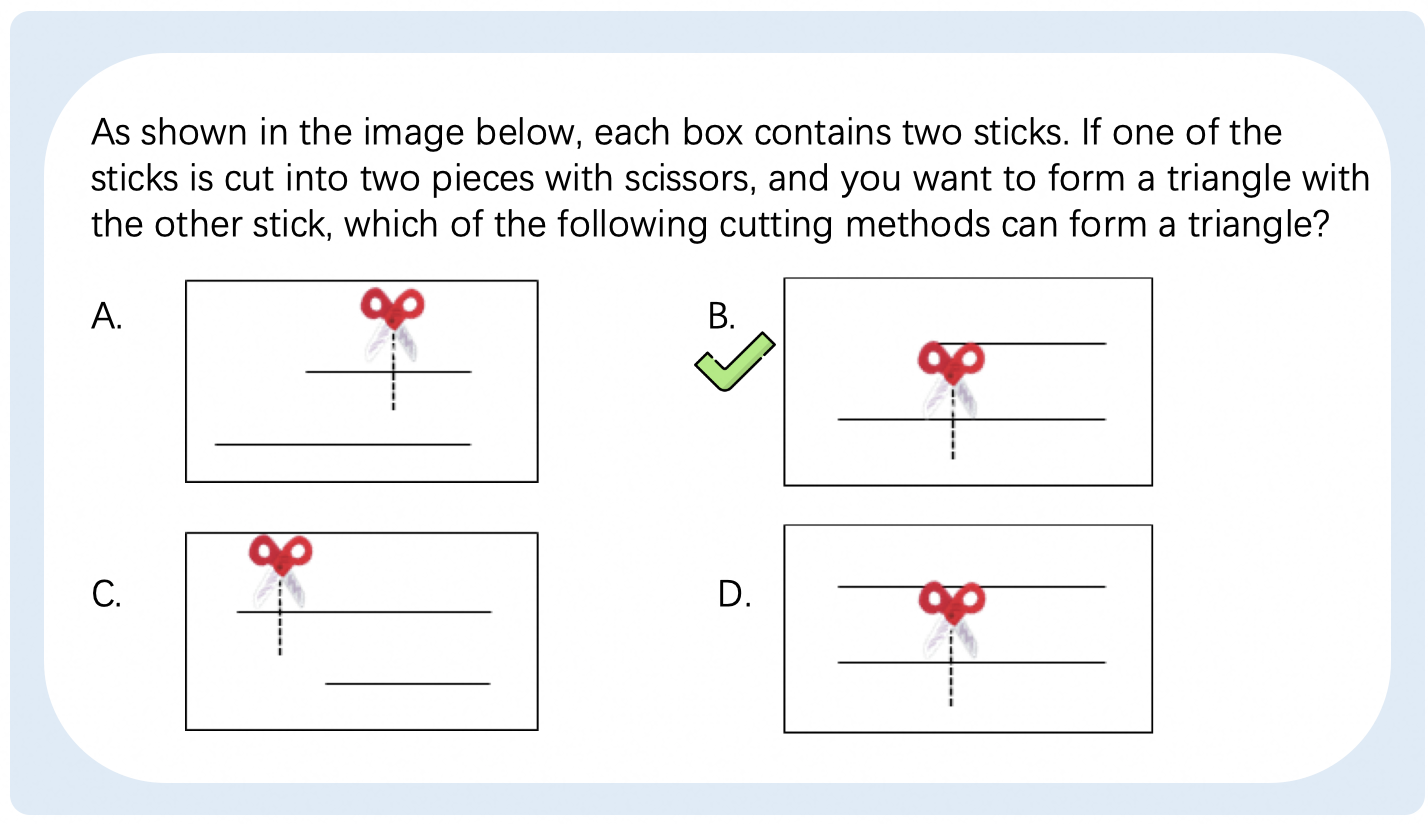 As shown in the image below, each box contains two sticks. If one of the
sticks is cut into two pieces with scissors, and you want to form a triangle with
the other stick, which of the following cutting methods can form a triangle?
A.
B.
C.
D.